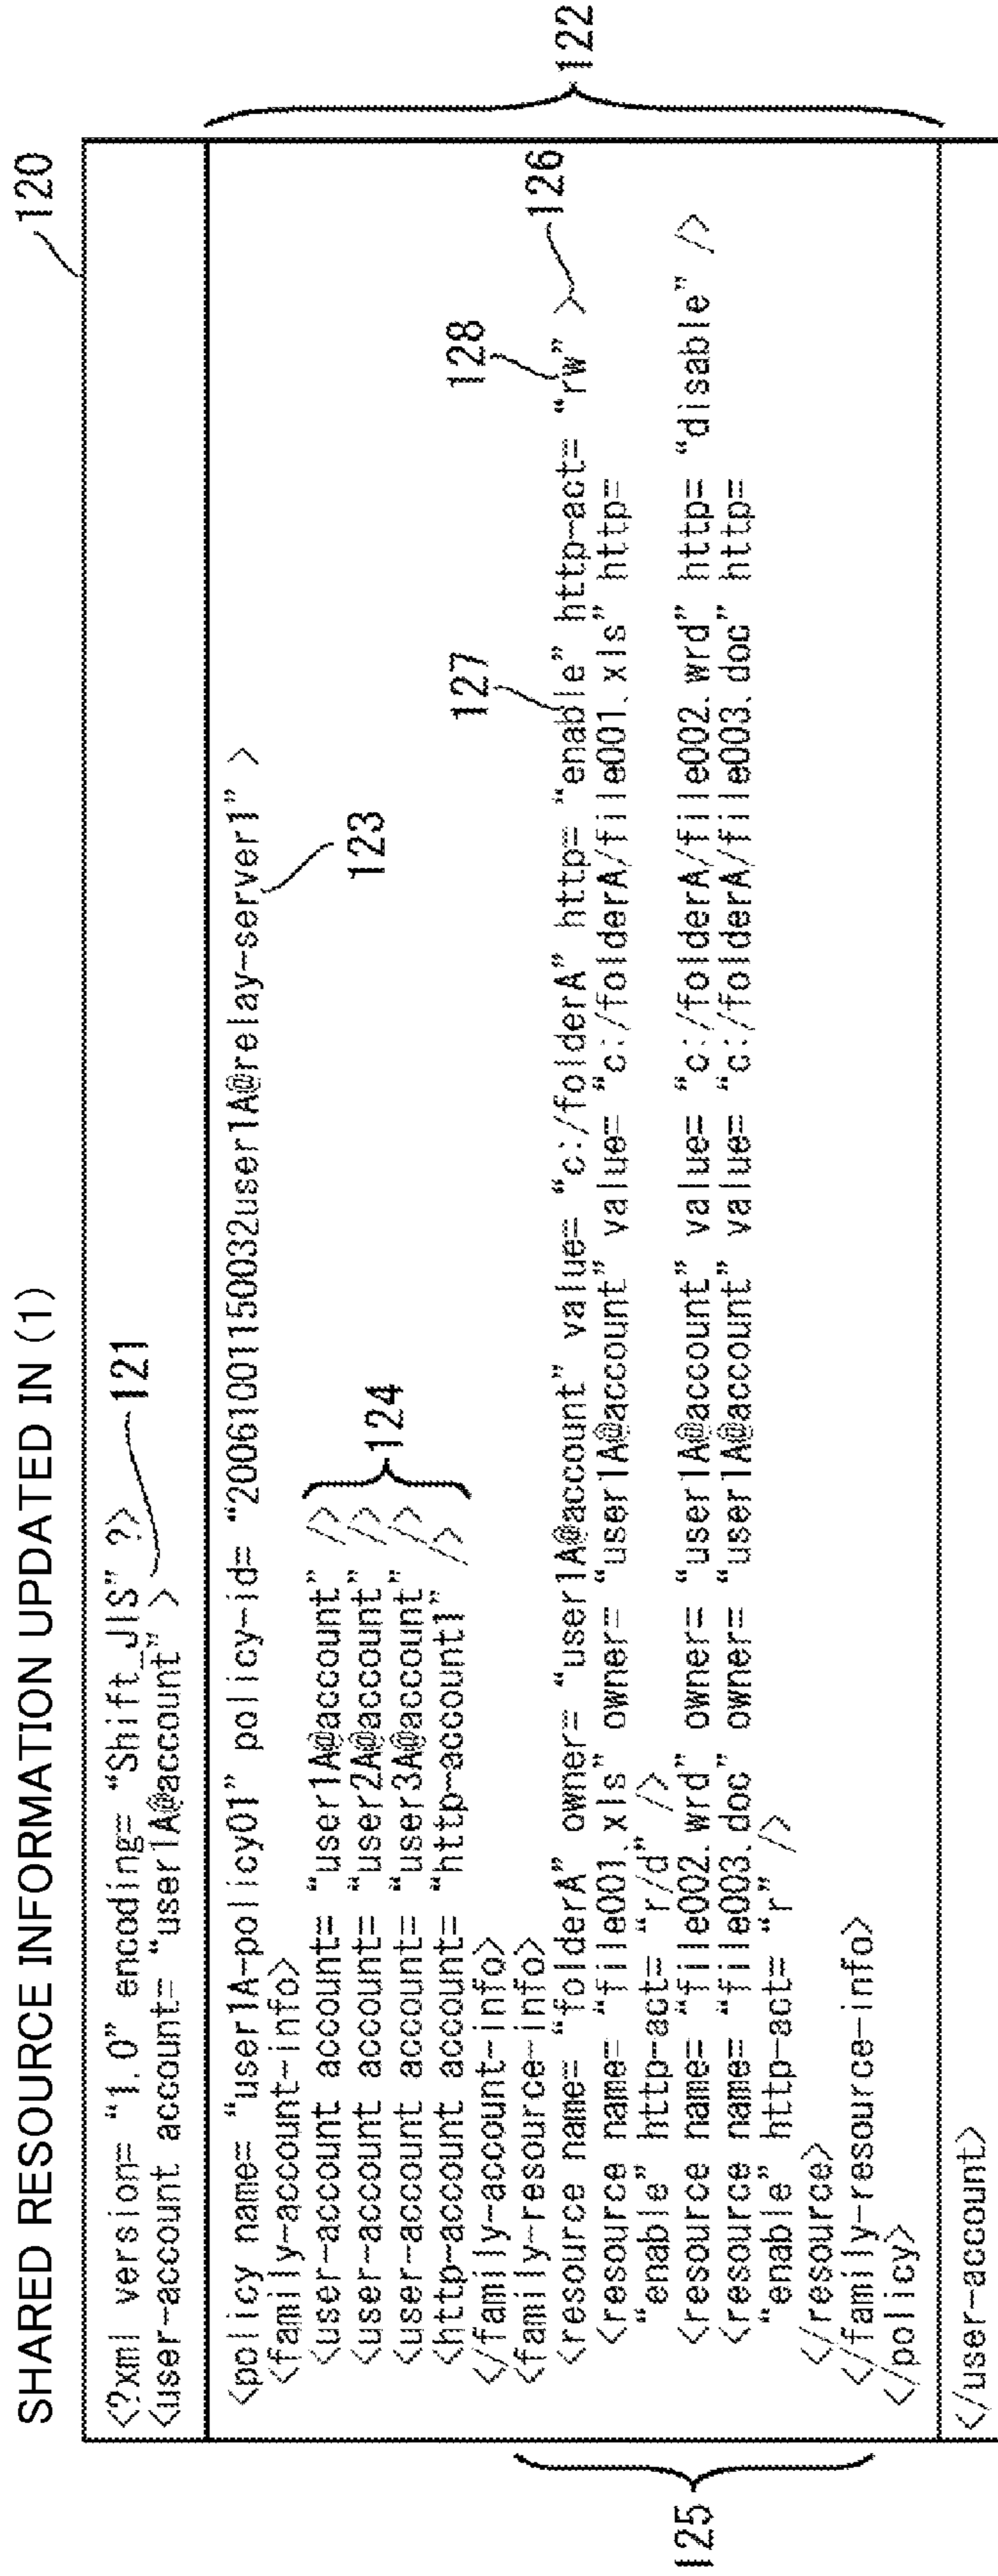 SHARED RESOURCE INFORMATION UPDATED IN (1)
120
<?xml version= “1.0” encoding= “Shift_JIS” ?>
<user-account account= “user1A@account” >
121
<policy name= “user1A-policy01” policy-id= “20061001150032user1A@relay-server1” >
123
<family-account-info>
<user-account account= “user1A@account” />
<user-account account= “user2A@account” />
<user-account account= “user3A@account” />
<http-account account= “http-account1” />
124
</family-account-info>
<family-resource-info>
127
128
126
<resource name= “folderA” owner= “user1A@account” value= “c:/folderA” http= “enable” http-act= “rw” >
<resource name= “file001.xls” owner= “user1A@account” value= “c:/folderA/file001.xls” http=
“enable” http-act= “r/d” />
<resource name= “file002.wrd” owner= “user1A@account” value= “c:/folderA/file002.wrd” http= “disable” />
<resource name= “file003.doc” owner= “user1A@account” value= “c:/folderA/file003.doc” http=
“enable” http-act= “r” />
</resource>
</family-resource-info>
</policy>
125
122
</user-account>